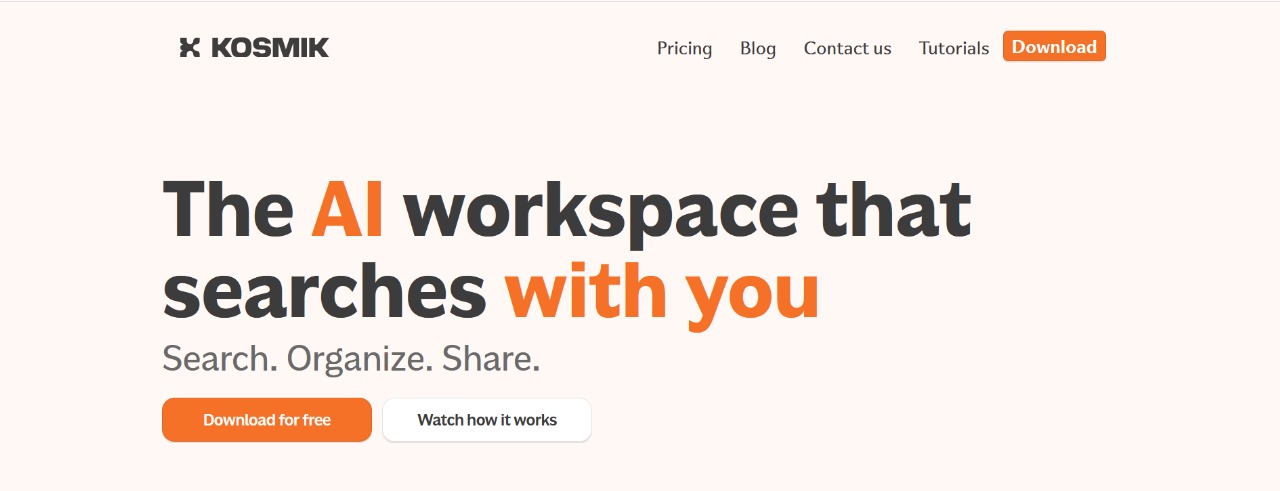 KOSMIK
Pricing Blog Contact us Tutorials Download
The AI workspace that
searches with you
Search. Organize. Share.
Download for free
Watch how it works